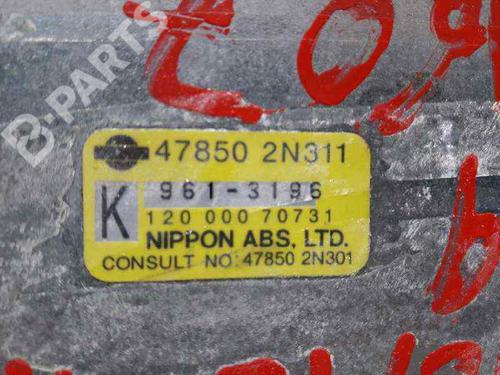 B-PARTS
47850 2N311
K
961-3196
120 000 70731
NIPPON ABS, LTD.
CONSULT NO: 47850 2N301